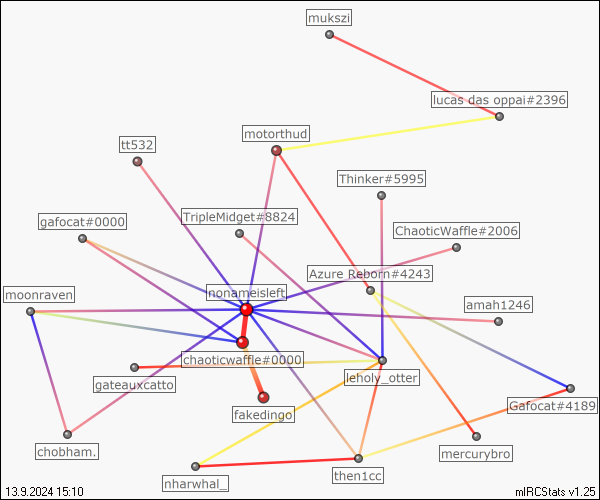 mukszi
lucas das oppai#2396
motorthud
tt532
Thinker#5995
TripleMidget#8824
gafocat#0000
ChaoticWaffle#2006
Azure Reborn#4243
nonameisleft
moonraven
amah1246
chaoticwaffle#0000
leholy_otter
gateauxcatto
Gafocat#4189
fakedingo
chobham.
mercurybro
then1cc
nharwhal_
13.9.2024 15:10
mIRCStats v1.25